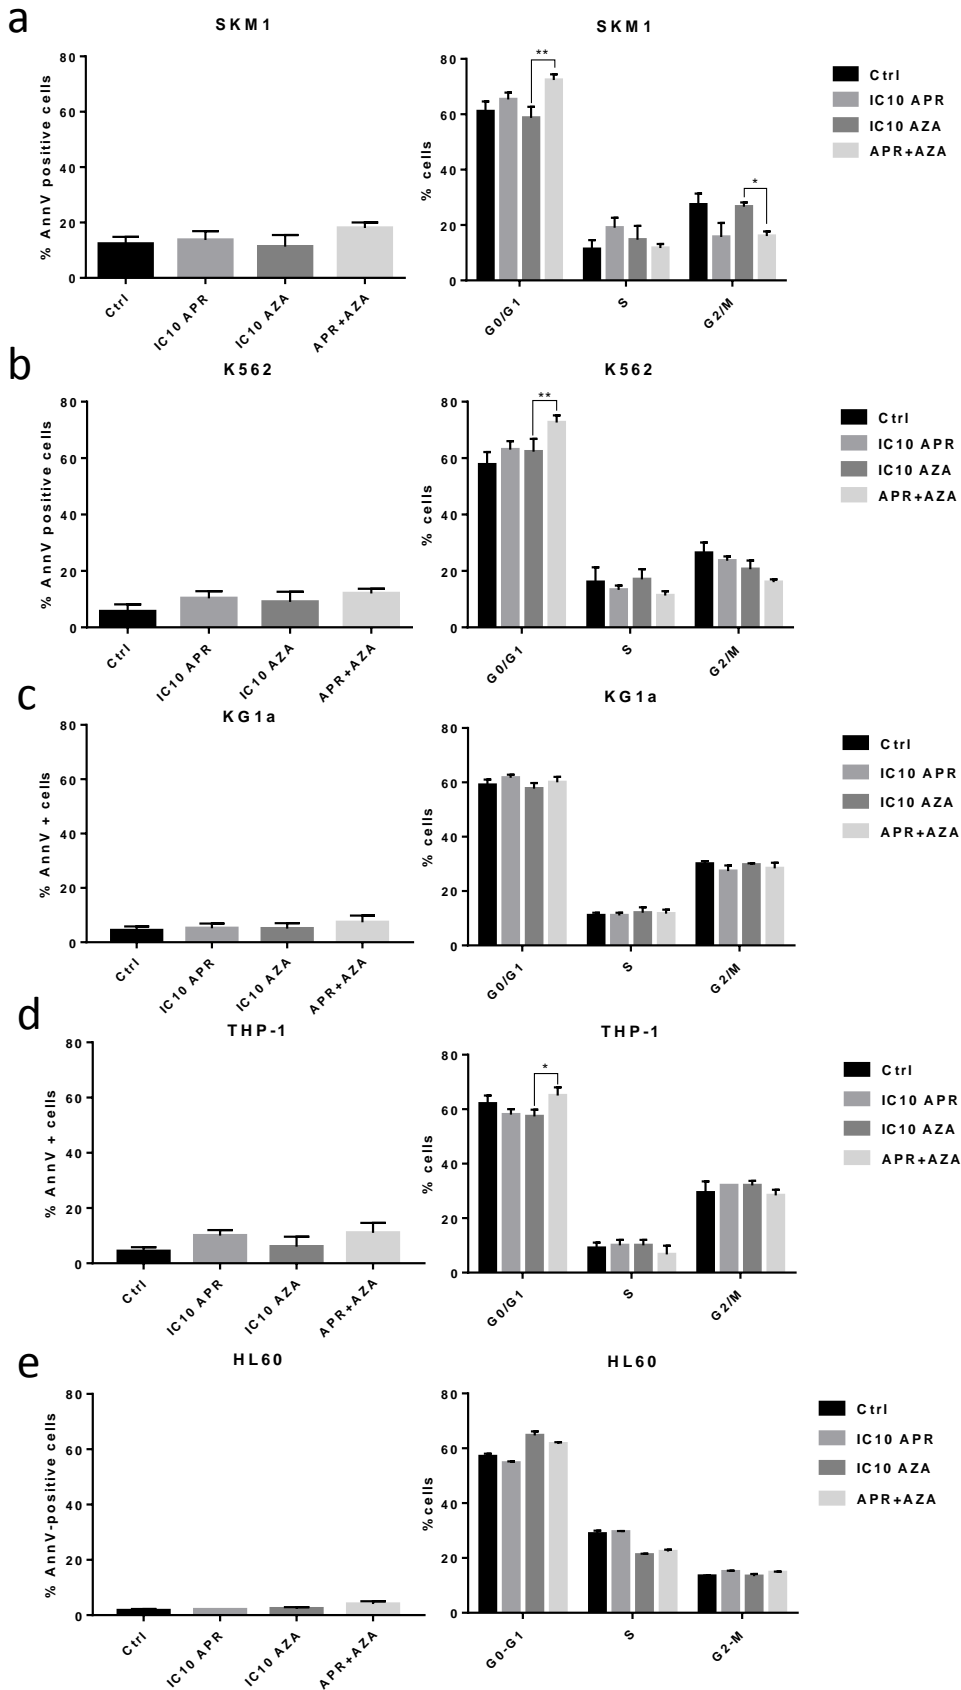 a
SKM1
% AnnV positive cells
80
60
40
20
0
Ctrl
IC10 APR
IC10 AZA
APR+AZA
SKM1
% cells
80
60
40
20
0
**
*
G0/G1
S
G2/M
Ctrl
IC10 APR
IC10 AZA
APR+AZA
b
K562
% AnnV positive cells
80
60
40
20
0
Ctrl
IC10 APR
IC10 AZA
APR+AZA
K562
% cells
80
60
40
20
0
**
G0/G1
S
G2/M
Ctrl
IC10 APR
IC10 AZA
APR+AZA
c
KG1a
% AnnV + cells
80
60
40
20
0
Ctrl
IC10 APR
IC10 AZA
APR+AZA
KG1a
% cells
80
60
40
20
0
G0/G1
S
G2/M
Ctrl
IC10 APR
IC10 AZA
APR+AZA
d
THP-1
% AnnV + cells
80
60
40
20
0
Ctrl
IC10 APR
IC10 AZA
APR+AZA
THP-1
% cells
80
60
40
20
0
*
G0/G1
S
G2/M
Ctrl
IC10 APR
IC10 AZA
APR+AZA
e
HL60
% AnnV-positive cells
80
60
40
20
0
Ctrl
IC10 APR
IC10 AZA
APR+AZA
HL60
%cells
80
60
40
20
0
G0-G1
S
G2-M
Ctrl
IC10 APR
IC10 AZA
APR+AZA